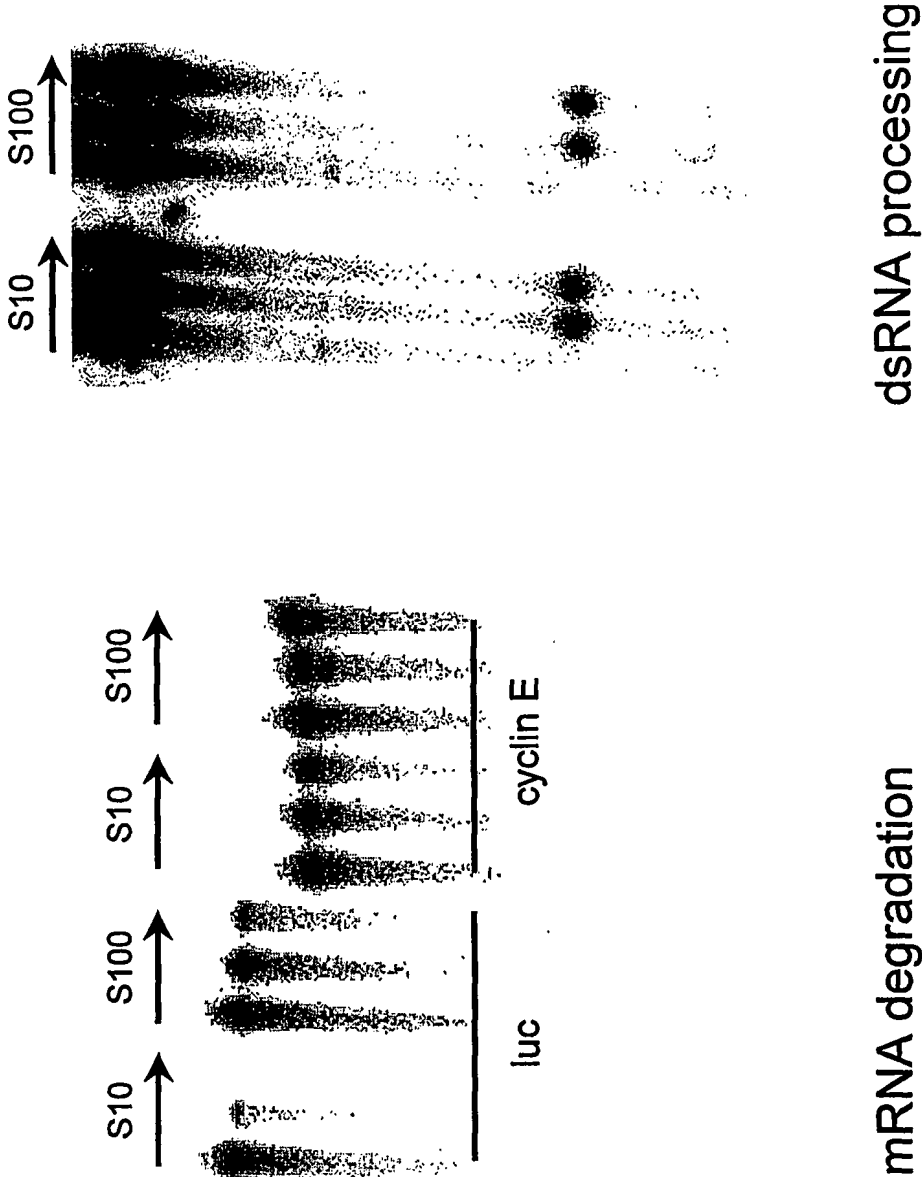 S10
S100
S10
S100
S10
S100
luc
cyclin E
mRNA degradation
dsRNA processing